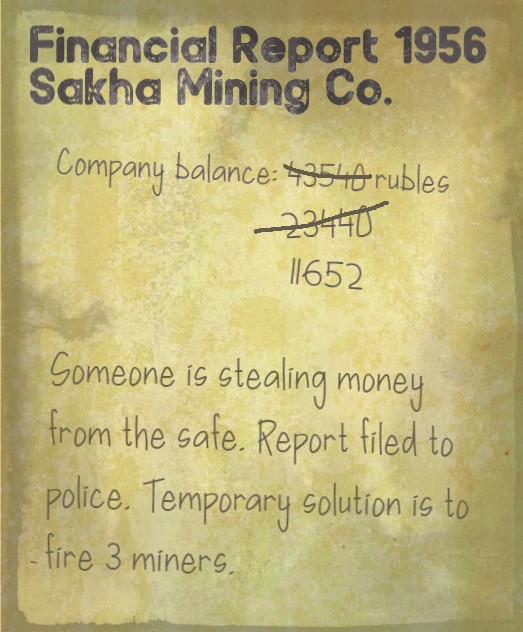 Financial Report 1956
Sakha Mining Co.
Company balance: 43540 rubles
23440
11652
Someone is stealing money
from the safe. Report filed to
police. Temporary solution is to
- fire 3 miners.